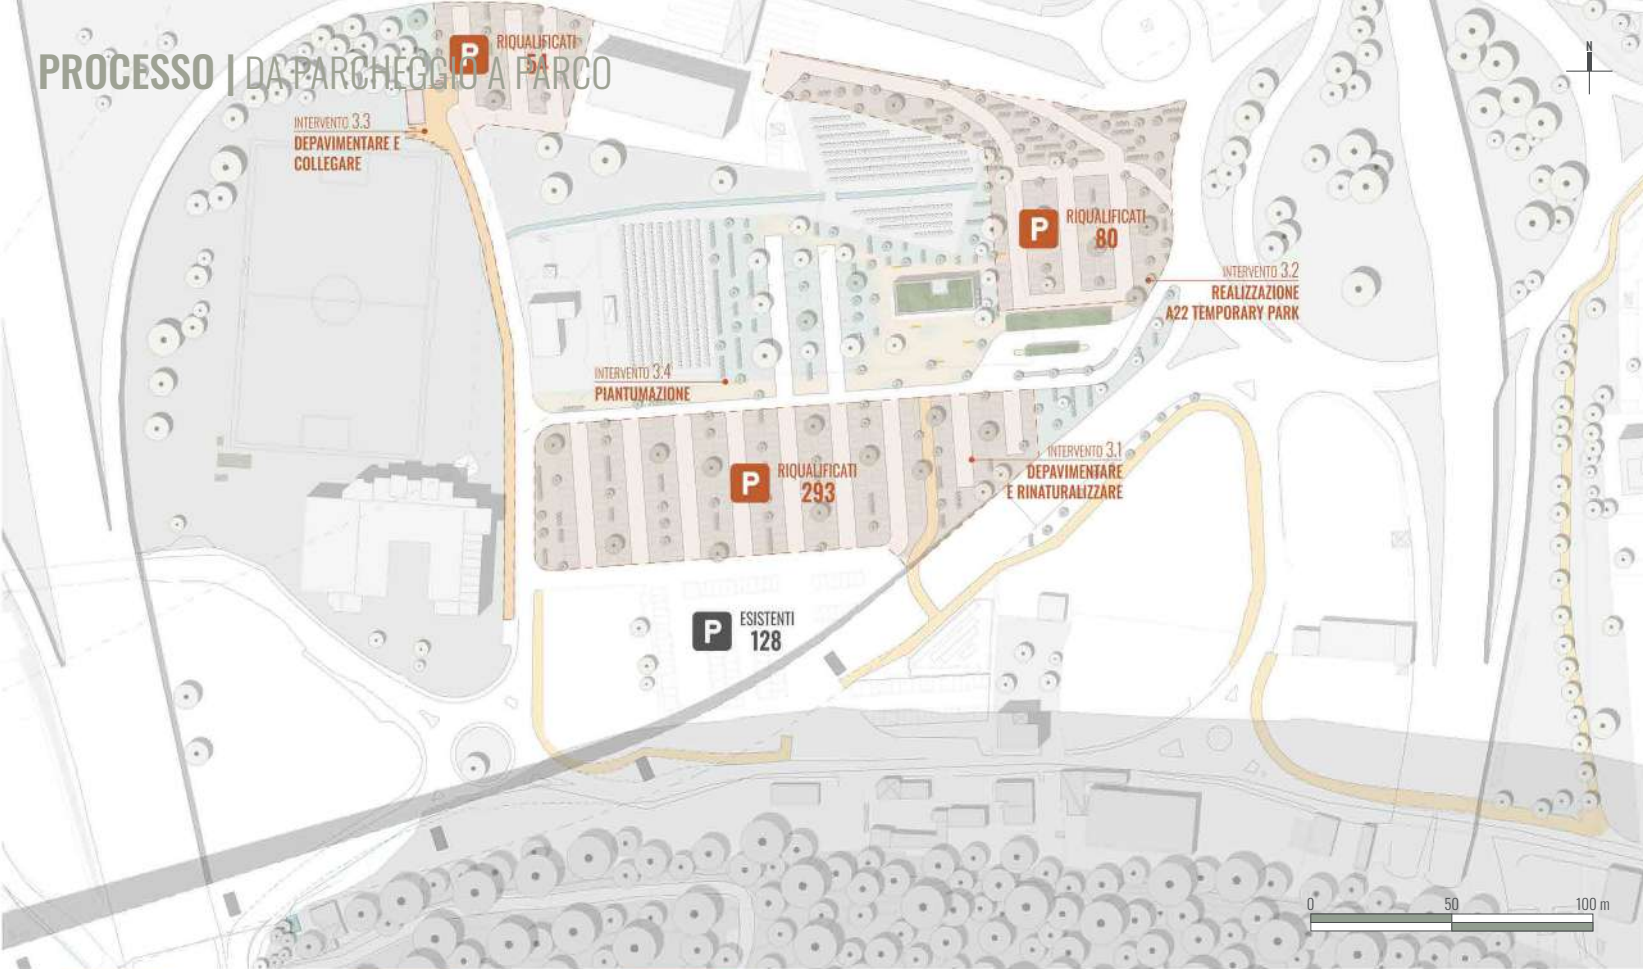 PROCESSO | DA PARCHEGGIO A PARCO
P
RIQUALIFICATI
54
N
INTERVENTO 3.3
DEPAVIMENTARE E
COLLEGARE
P
RIQUALIFICATI
80
INTERVENTO 3.2
REALIZZAZIONE
A22 TEMPORARY PARK
INTERVENTO 3.4
PIANTUMAZIONE
P
RIQUALIFICATI
293
INTERVENTO 3.1
DEPAVIMENTARE
E RINATURALIZZARE
P
ESISTENTI
128
0 50 100 m